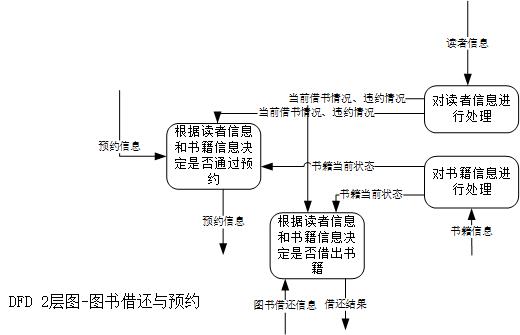 读者信息
当前借书情况、违约情况
当前借书情况、违约情况
对读者信息进
行处理
预约信息
根据读者信息
和书籍信息决
定是否通过预
约
书籍当前状态
对书籍信息进
行处理
书籍当前状态
预约信息
根据读者信息
和书籍信息决
定是否借出书
籍
书籍信息
DFD 2层图-图书借还与预约
图书借还信息
借还结果